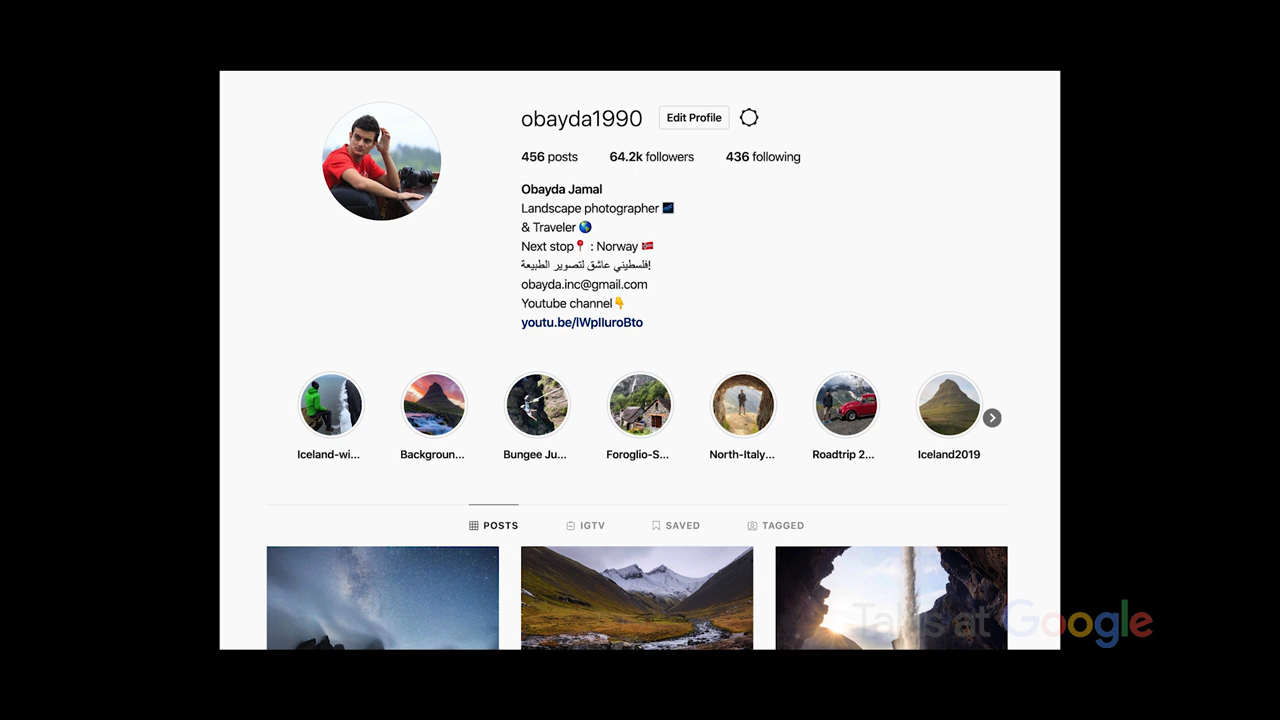 obayda1990 Edit Profile
456 posts 64.2k followers 436 following
Obayda Jamal
Landscape photographer
& Traveler
Next stop📍 : Norway 🇳🇴
فلسطيني عاشق لتصوير الطبيعة!
obayda.inc@gmail.com
Youtube channel👇
youtu.be/lWplluroBto
Iceland-wi... Backgroun... Bungee Ju... Foroglio-S... North-Italy... Roadtrip 2... Iceland2019
POSTS IGTV SAVED TAGGED
Talks at Google